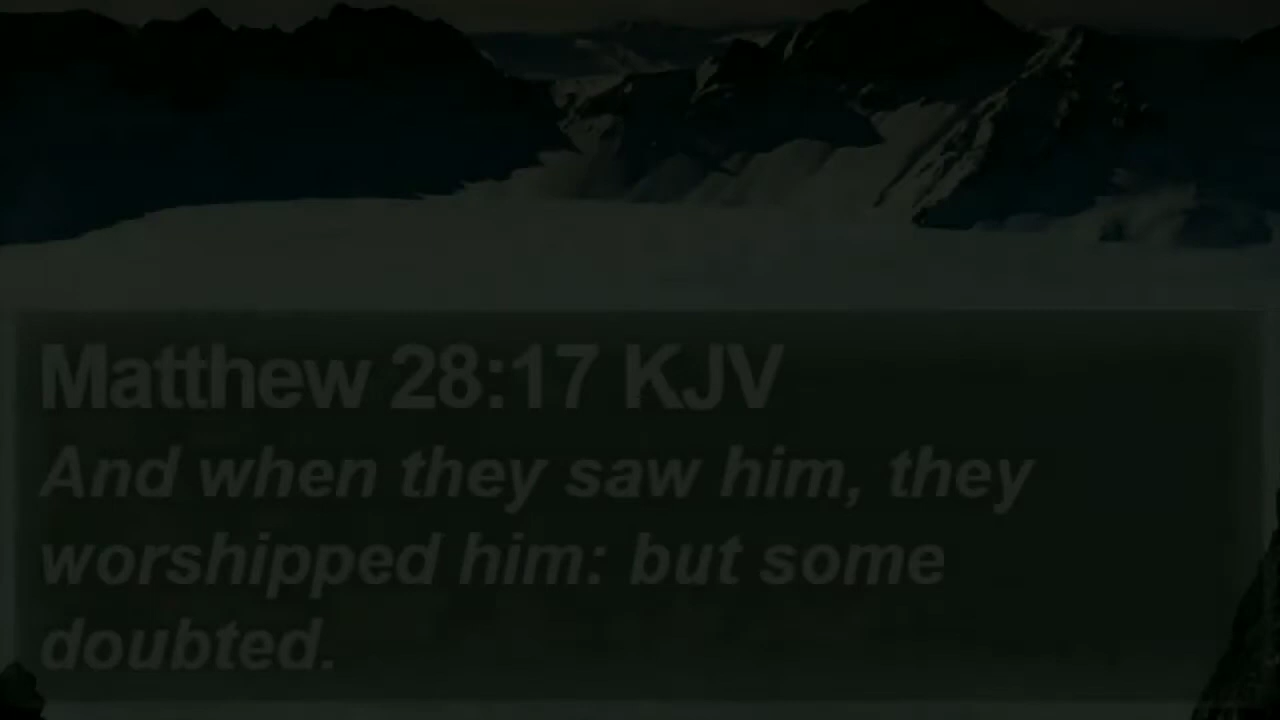 Matthew 28:17 KJV
And when they saw him, they
worshipped him: but some
doubted.